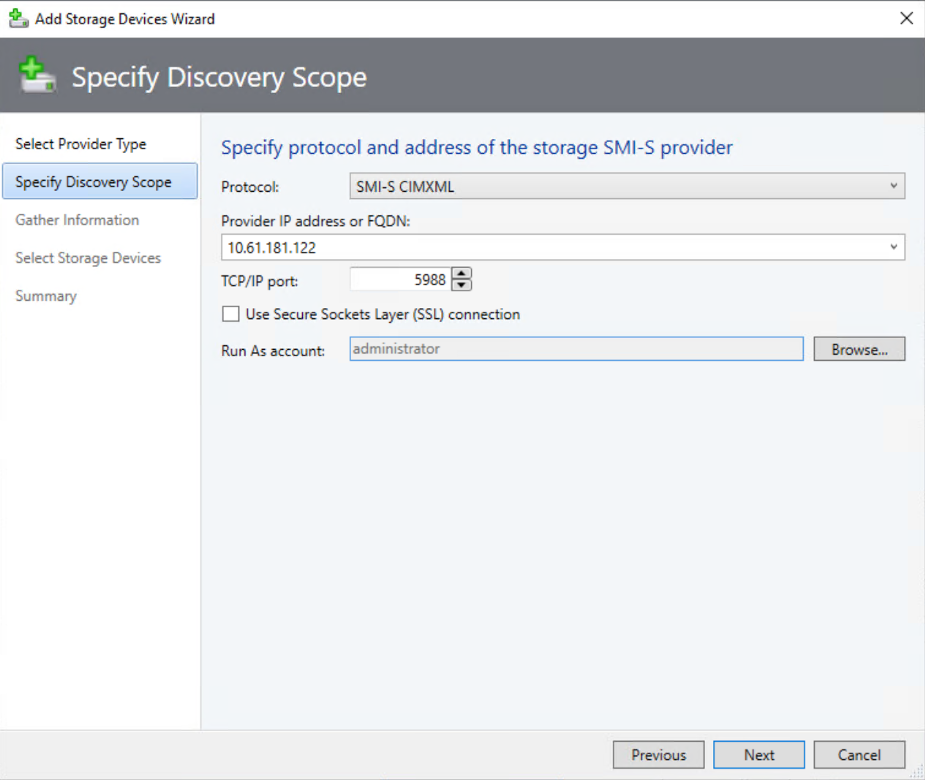 Add Storage Devices Wizard
Specify Discovery Scope
Select Provider Type
Specify Discovery Scope
Gather Information
Select Storage Devices
Summary
Specify protocol and address of the storage SMI-S provider
Protocol: SMI-S CIMXML
Provider IP address or FQDN:
10.61.181.122
TCP/IP port: 5988
Use Secure Sockets Layer (SSL) connection
Run As account: administrator Browse...
Previous Next Cancel